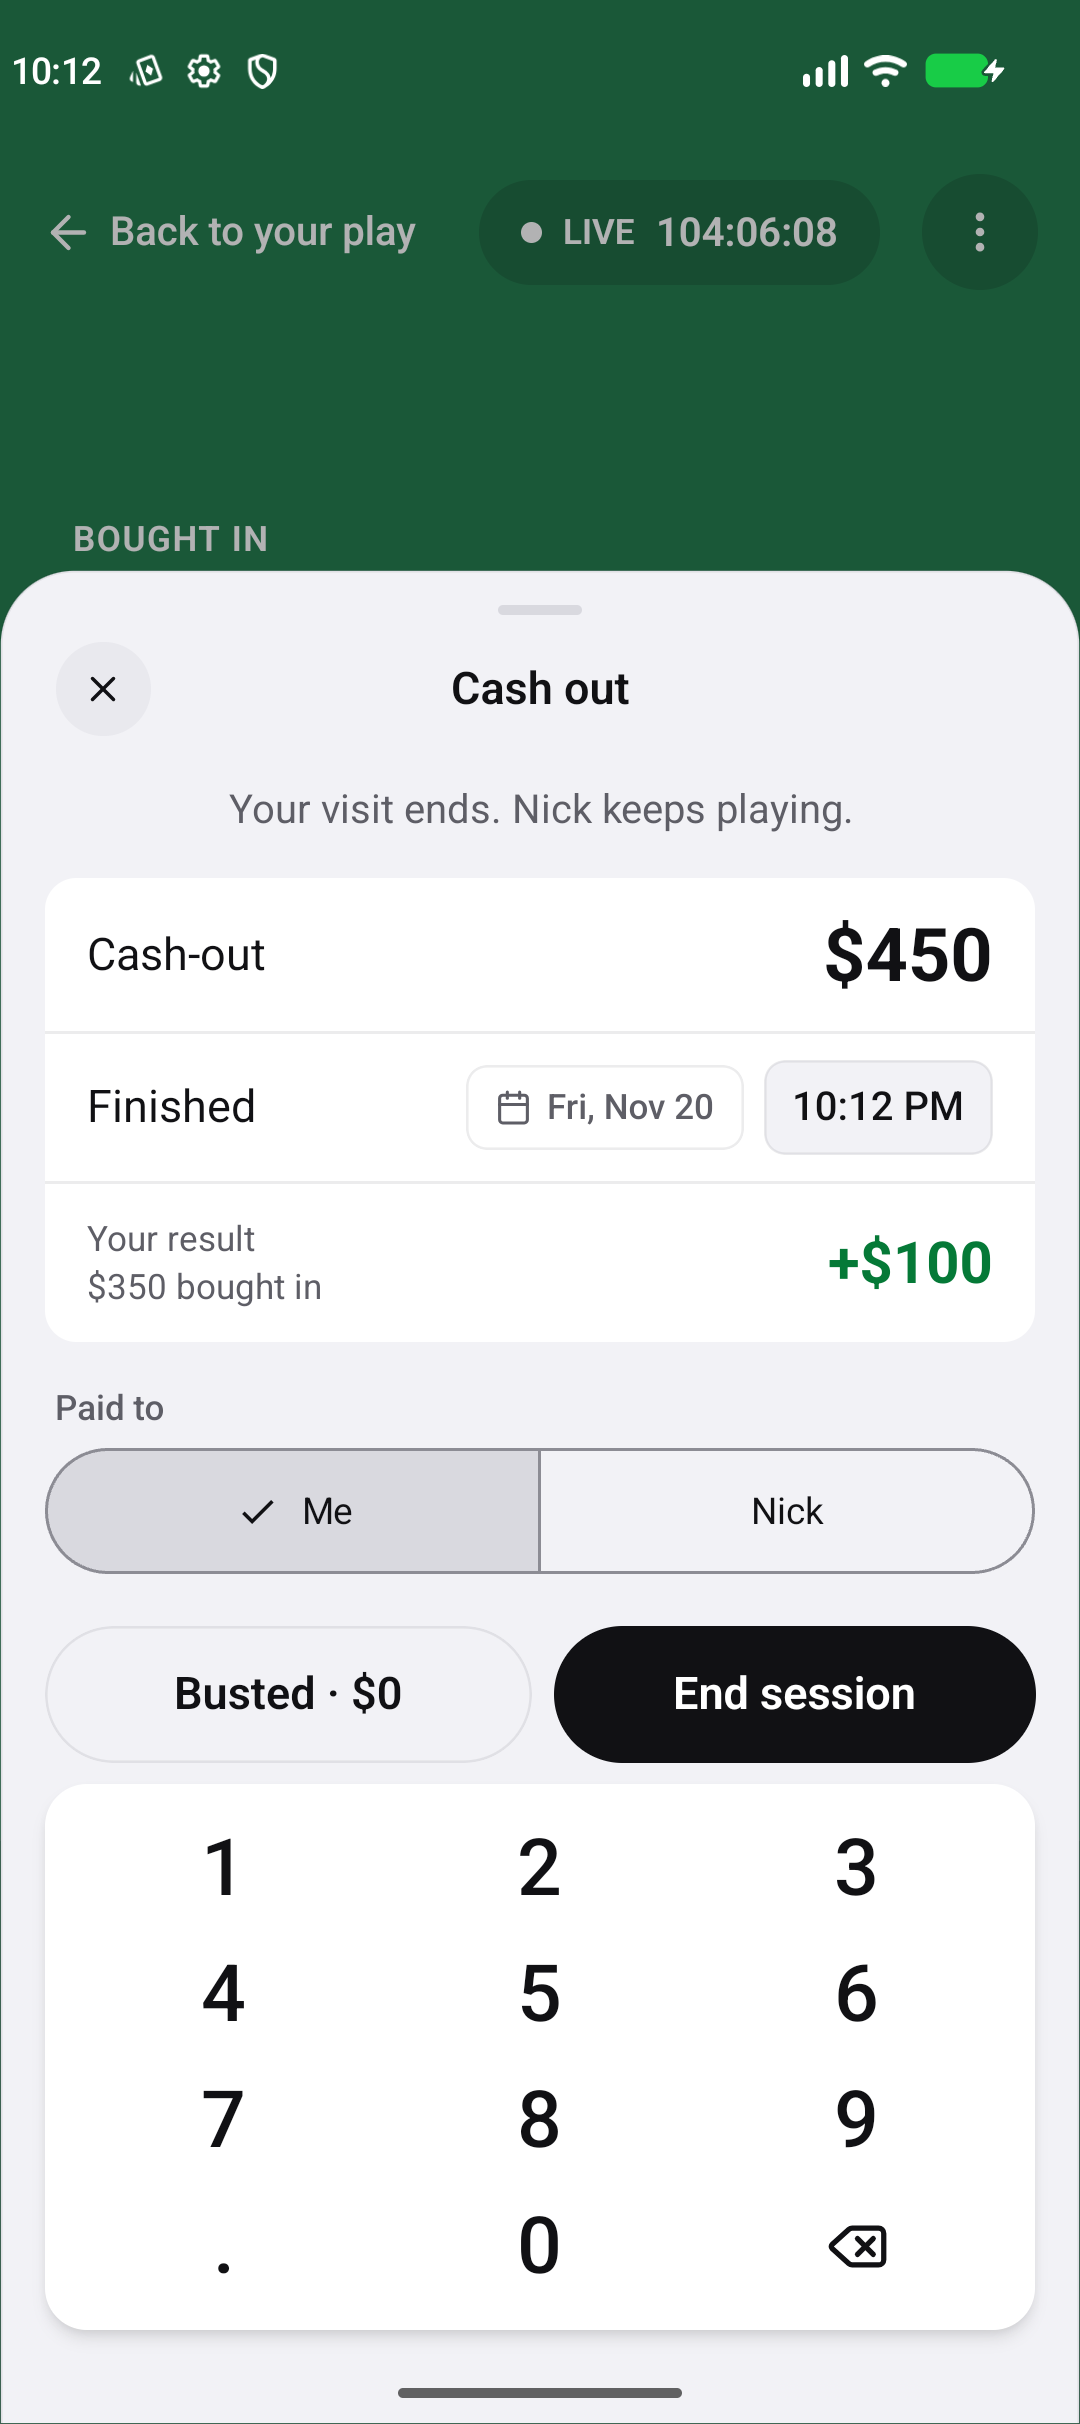 10:12
Back to your play
LIVE 104:06:08
BOUGHT IN
Cash out
Your visit ends. Nick keeps playing.
Cash-out $450
Finished Fri, Nov 20 10:12 PM
Your result
$350 bought in
+$100
Paid to
Me Nick
Busted · $0 End session
1 2 3
4 5 6
7 8 9
. 0